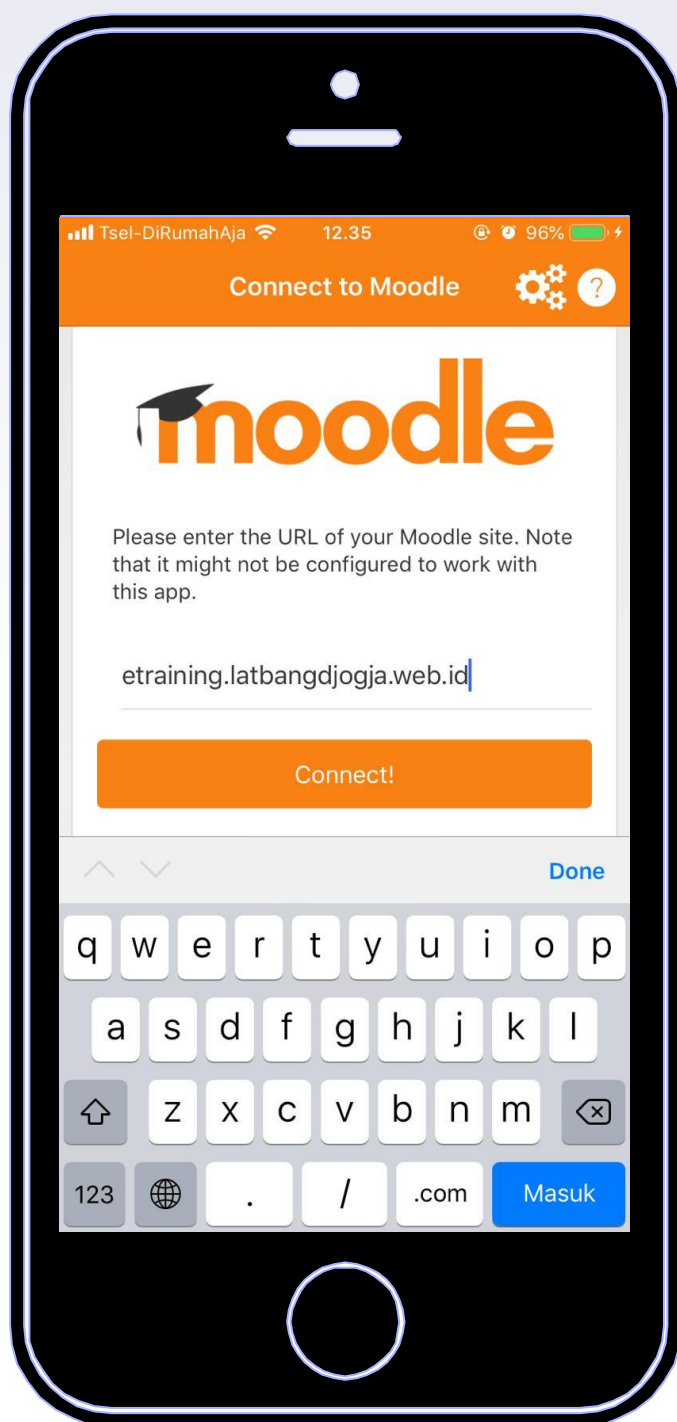 Tsel-DiRumahAja 12.35 96%
Connect to Moodle ?
moodle
Please enter the URL of your Moodle site. Note
that it might not be configured to work with
this app.
etraining.latbangdjogja.web.id
Connect!
Done
q w e r t y u i o p
a s d f g h j k l
z x c v b n m
123 . / .com Masuk